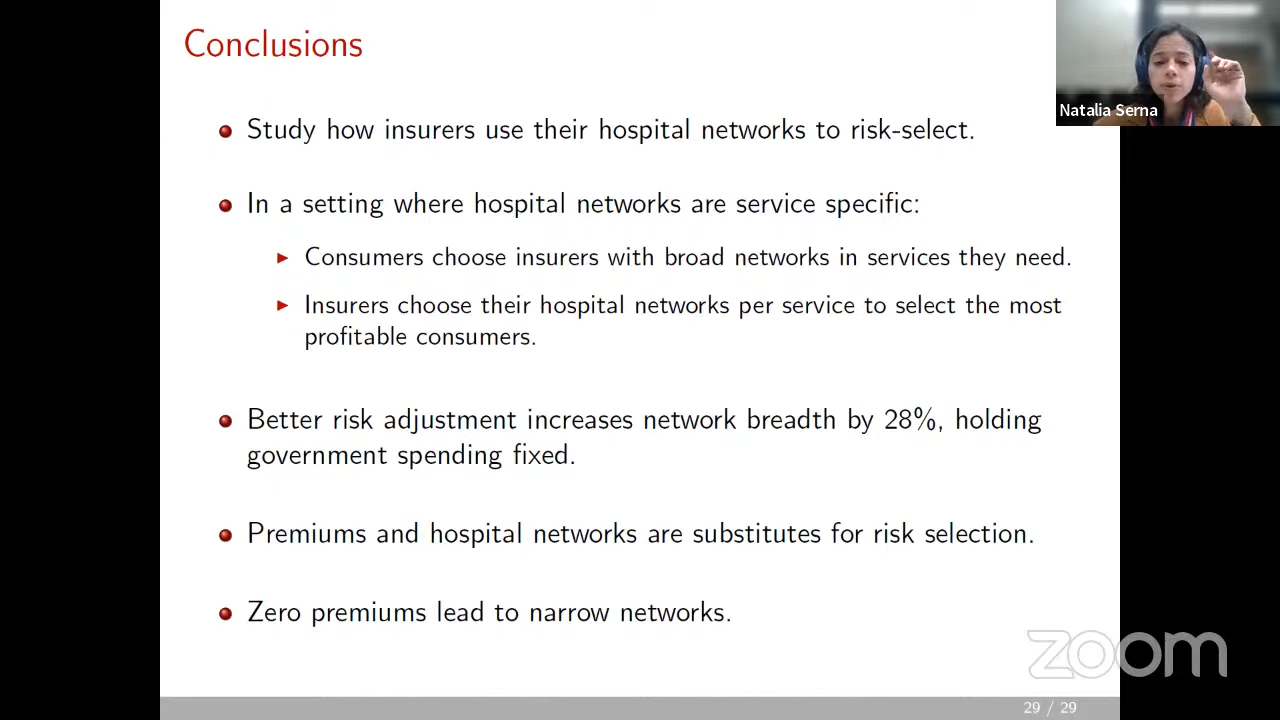 Conclusions
Natalia Serna
Study how insurers use their hospital networks to risk-select.
In a setting where hospital networks are service specific:
Consumers choose insurers with broad networks in services they need.
Insurers choose their hospital networks per service to select the most
profitable consumers.
Better risk adjustment increases network breadth by 28%, holding
government spending fixed.
Premiums and hospital networks are substitutes for risk selection.
Zero premiums lead to narrow networks.
zoom
29 / 29